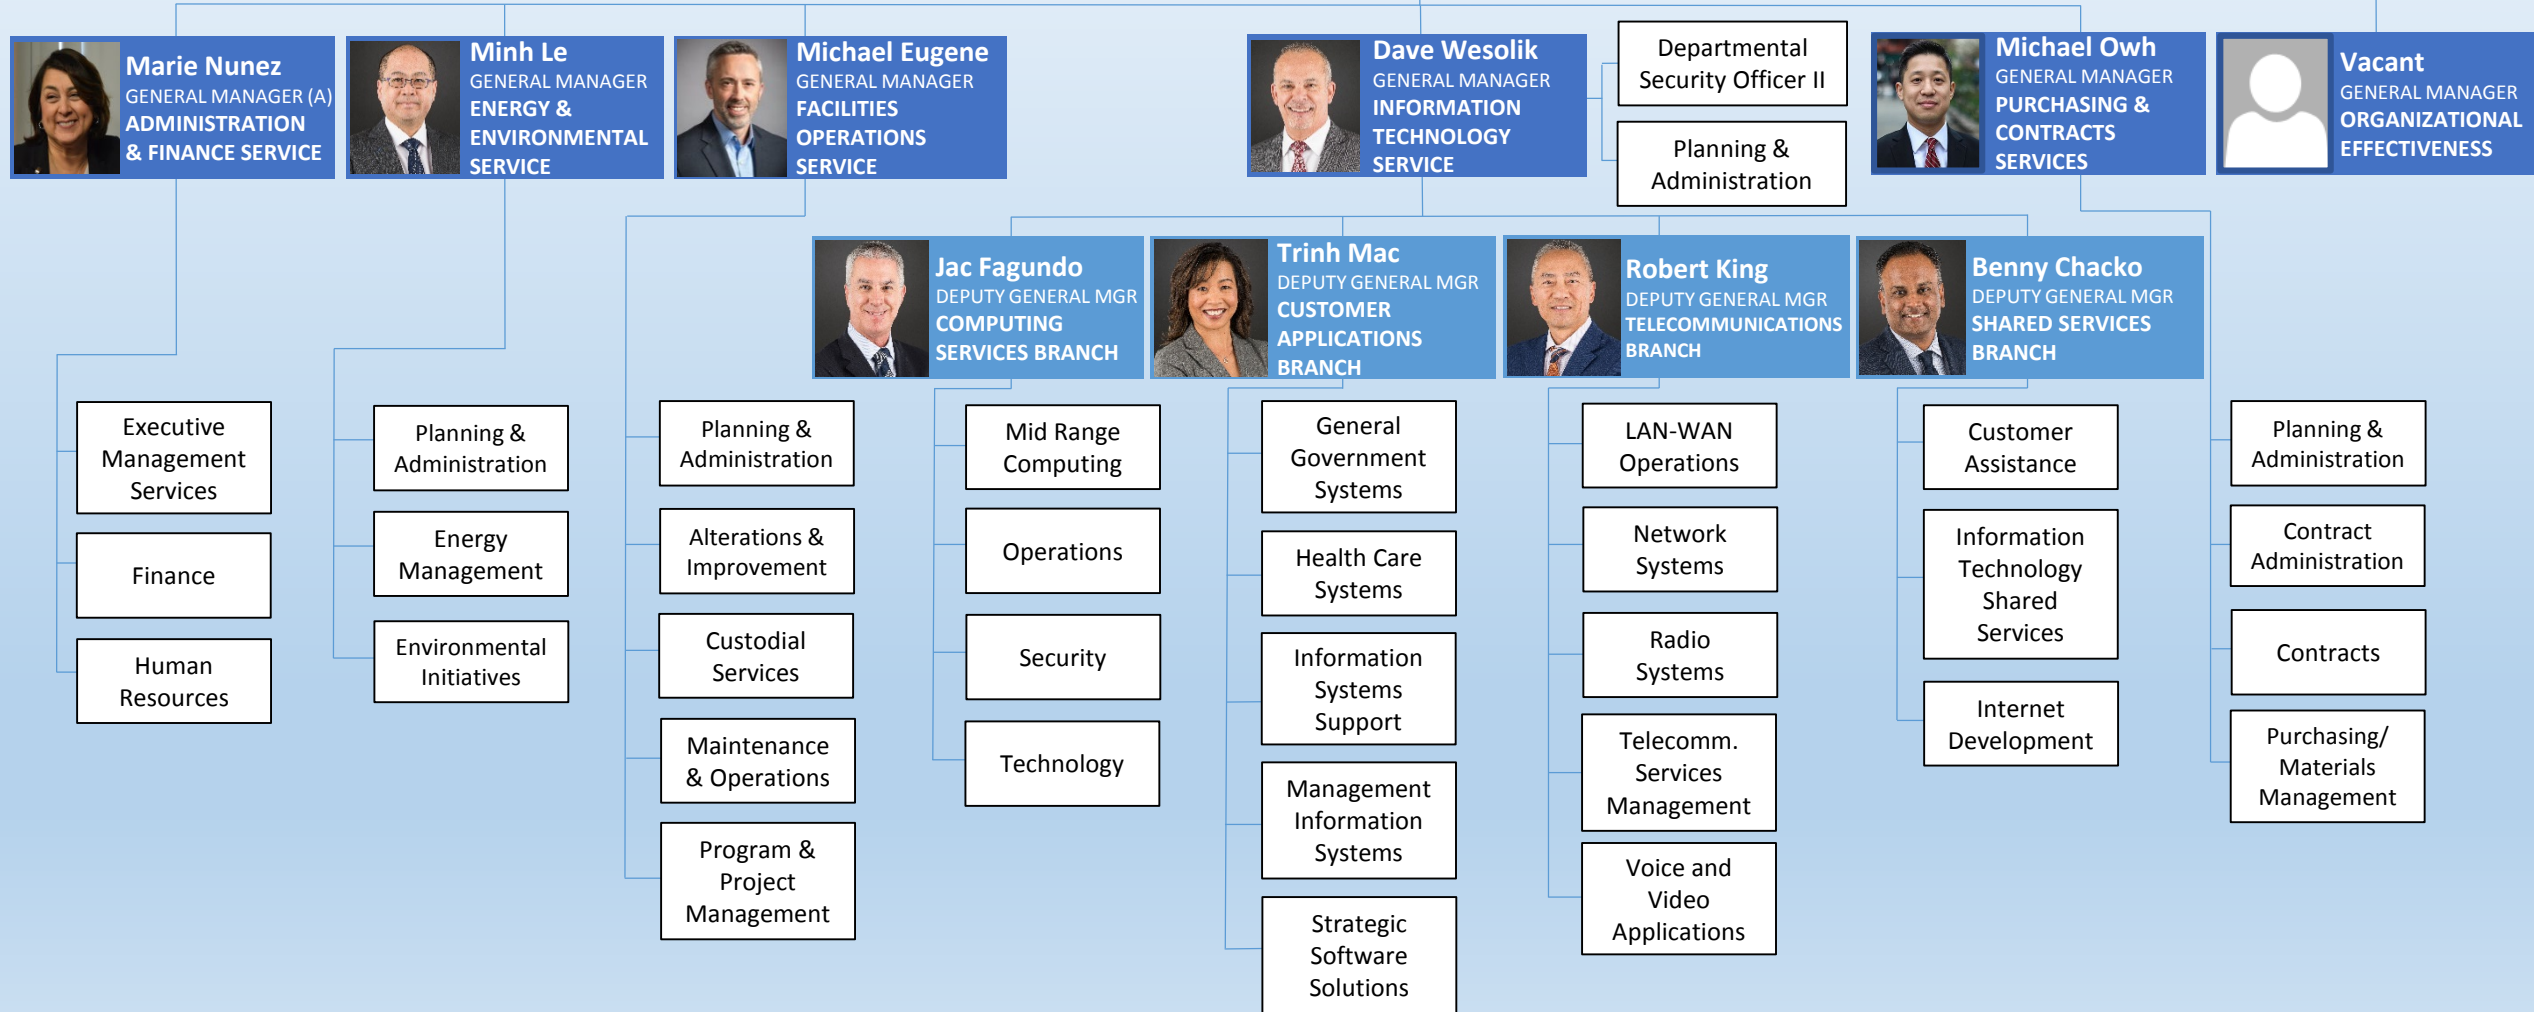 Marie Nunez
GENERAL MANAGER (A)
ADMINISTRATION
& FINANCE SERVICE
Minh Le
GENERAL MANAGER
ENERGY &
ENVIRONMENTAL
SERVICE
Michael Eugene
GENERAL MANAGER
FACILITIES
OPERATIONS
SERVICE
Dave Wesolik
GENERAL MANAGER
INFORMATION
TECHNOLOGY
SERVICE
Departmental
Security Officer II
Planning &
Administration
Michael Owh
GENERAL MANAGER
PURCHASING &
CONTRACTS
SERVICES
Vacant
GENERAL MANAGER
ORGANIZATIONAL
EFFECTIVENESS
Jac Fagundo
DEPUTY GENERAL MGR
COMPUTING
SERVICES BRANCH
Trinh Mac
DEPUTY GENERAL MGR
CUSTOMER
APPLICATIONS
BRANCH
Robert King
DEPUTY GENERAL MGR
TELECOMMUNICATIONS
BRANCH
Benny Chacko
DEPUTY GENERAL MGR
SHARED SERVICES
BRANCH
Executive
Management
Services
Finance
Human
Resources
Planning &
Administration
Energy
Management
Environmental
Initiatives
Planning &
Administration
Alterations &
Improvement
Custodial
Services
Maintenance
& Operations
Program &
Project
Management
Mid Range
Computing
Operations
Security
Technology
General
Government
Systems
Health Care
Systems
Information
Systems
Support
Management
Information
Systems
Strategic
Software
Solutions
LAN-WAN
Operations
Network
Systems
Radio
Systems
Telecomm.
Services
Management
Voice and
Video
Applications
Customer
Assistance
Information
Technology
Shared
Services
Internet
Development
Planning &
Administration
Contract
Administration
Contracts
Purchasing/
Materials
Management